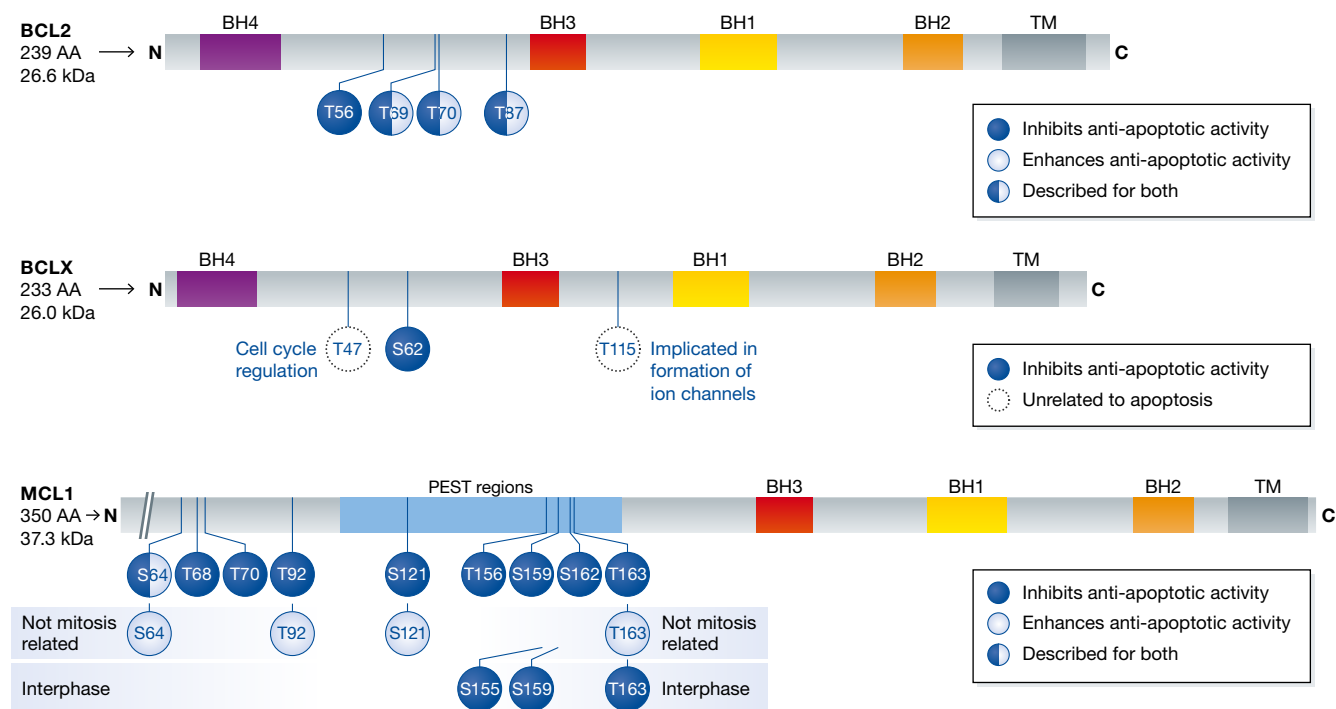 BCL2
239 AA
26.6 kDa
N
BH4
BH3
BH1
BH2
TM
C
T56
T69
T70
T87
Inhibits anti-apoptotic activity
Enhances anti-apoptotic activity
Described for both
BCLX
233 AA
26.0 kDa
N
BH4
BH3
BH1
BH2
TM
C
Cell cycle
regulation
T47
S62
T115
Implicated in
formation of
ion channels
Inhibits anti-apoptotic activity
Unrelated to apoptosis
MCL1
350 AA
37.3 kDa
N
PEST regions
BH3
BH1
BH2
TM
C
S64
T68
T70
T92
S121
T156
S159
S162
T163
Not mitosis
related
S64
T92
S121
T163
Not mitosis
related
Interphase
S155
S159
T163
Interphase
Inhibits anti-apoptotic activity
Enhances anti-apoptotic activity
Described for both